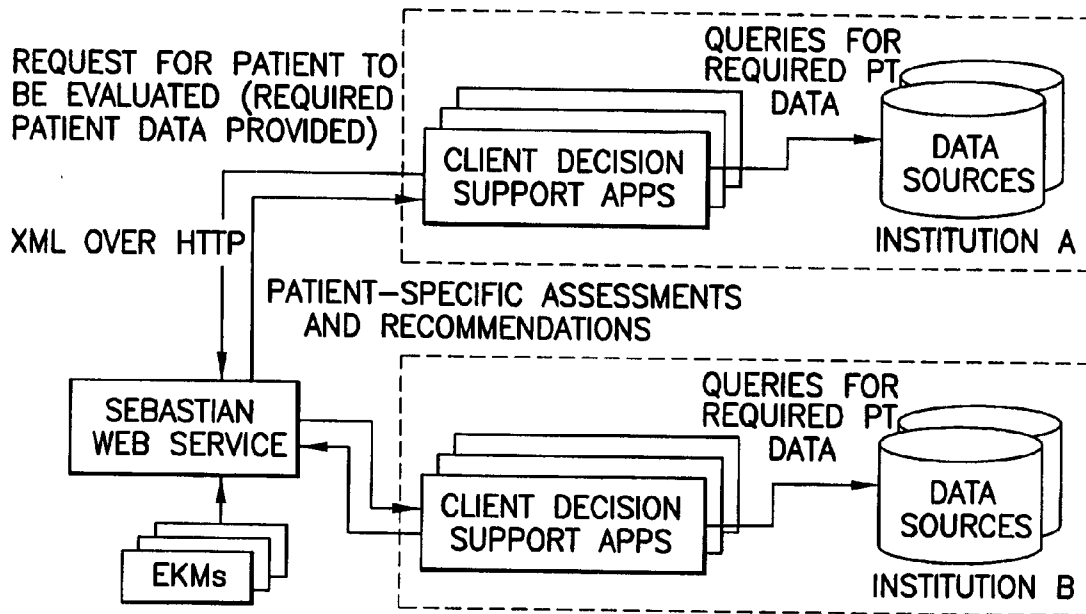 REQUEST FOR PATIENT TO
BE EVALUATED (REQUIRED
PATIENT DATA PROVIDED)
QUERIES FOR
REQUIRED PT
DATA
CLIENT DECISION
SUPPORT APPS
DATA
SOURCES
INSTITUTION A
XML OVER HTTP
PATIENT-SPECIFIC ASSESSMENTS
AND RECOMMENDATIONS
SEBASTIAN
WEB SERVICE
EKMs
QUERIES FOR
REQUIRED PT
DATA
CLIENT DECISION
SUPPORT APPS
DATA
SOURCES
INSTITUTION B